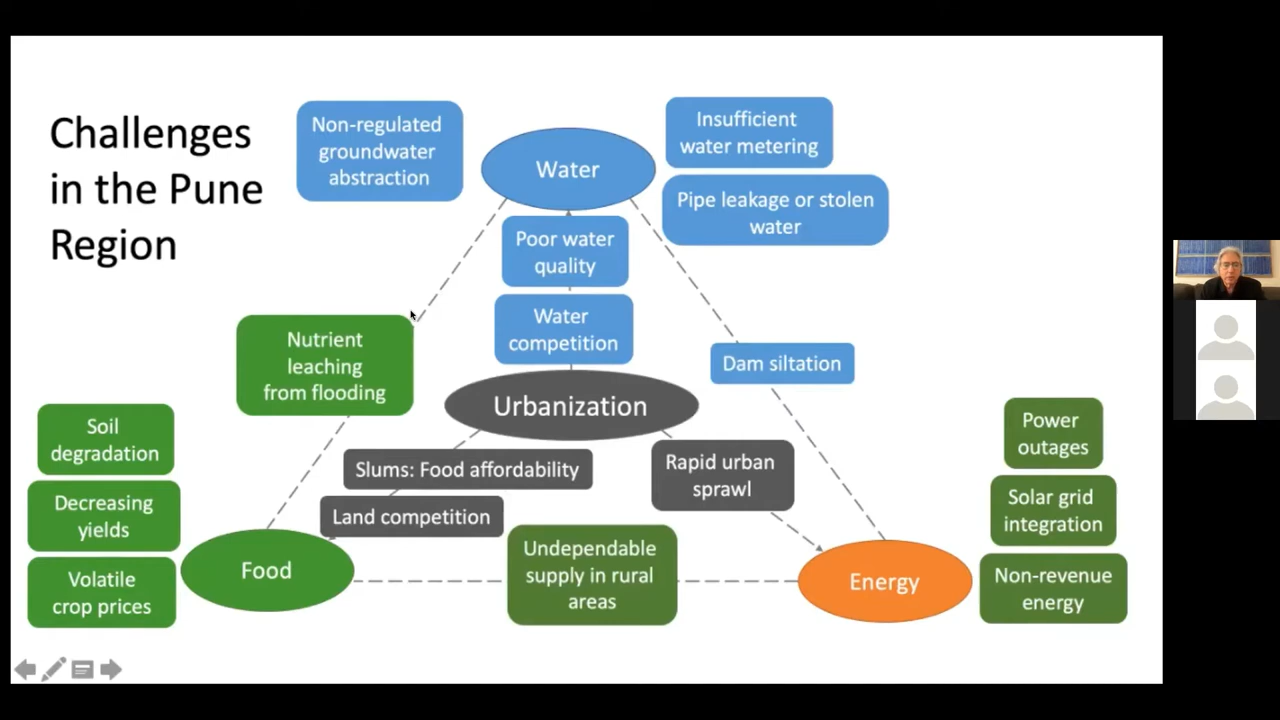 Challenges
in the Pune
Region
Non-regulated
groundwater
abstraction
Water
Insufficient
water metering
Pipe leakage or stolen
water
Poor water
quality
Water
competition
Nutrient
leaching
from flooding
Dam siltation
Urbanization
Soil
degradation
Decreasing
yields
Volatile
crop prices
Slums: Food affordability
Land competition
Rapid urban
sprawl
Power
outages
Solar grid
integration
Non-revenue
energy
Food
Undependable
supply in rural
areas
Energy